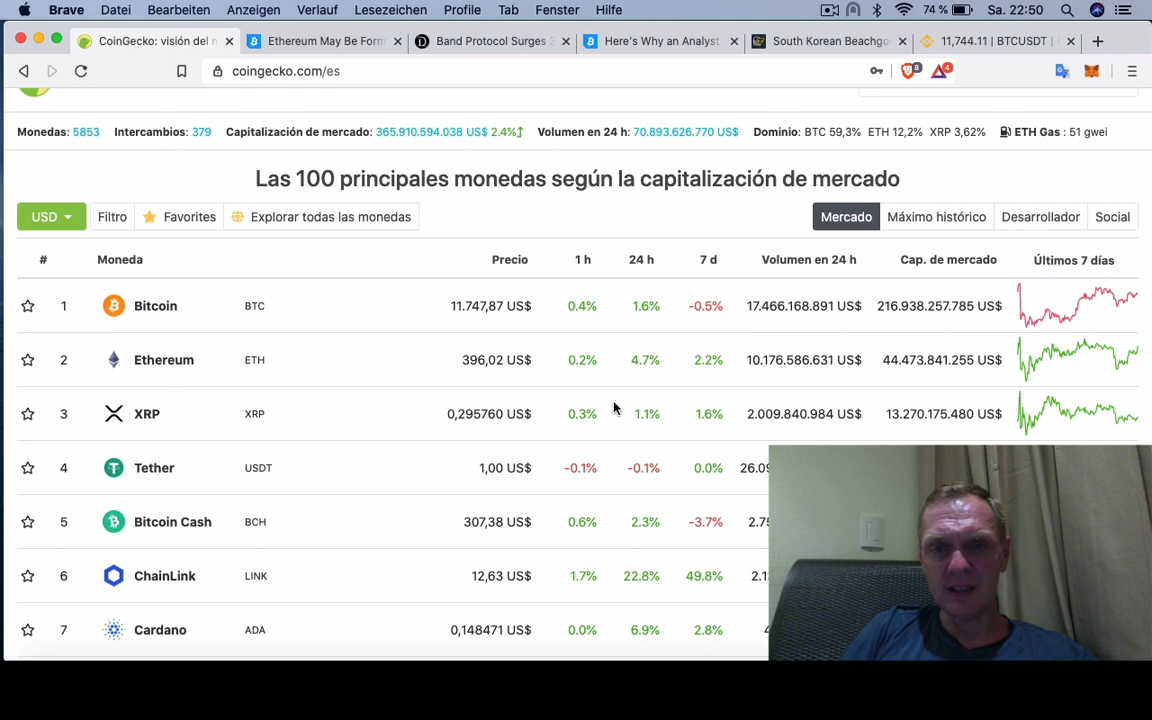 Brave Datei Bearbeiten Anzeigen Verlauf Lesezeichen Profile Tab Fenster Hilfe 74 % Sa. 22:50
CoinGecko: visión del Ethereum May Be Form Band Protocol Surges Here's Why an Analyst South Korean Beachgo 11,744.11 | BTCUSDT |
coingecko.com/es 8 4
Monedas: 5853 Intercambios: 379 Capitalización de mercado: 365.910.594.038 US$ 2.4% Volumen en 24 h: 70.893.626.770 US$ Dominio: BTC 59,3% ETH 12,2% XRP 3,62% ETH Gas : 51 gwei
Las 100 principales monedas según la capitalización de mercado
USD Filtro Favorites Explorar todas las monedas Mercado Máximo histórico Desarrollador Social
# Moneda Precio 1 h 24 h 7 d Volumen en 24 h Cap. de mercado Últimos 7 días
1 Bitcoin BTC 11.747,87 US$ 0.4% 1.6% -0.5% 17.466.168.891 US$ 216.938.257.785 US$
2 Ethereum ETH 396,02 US$ 0.2% 4.7% 2.2% 10.176.586.631 US$ 44.473.841.255 US$
3 XRP XRP 0,295760 US$ 0.3% 1.1% 1.6% 2.009.840.984 US$ 13.270.175.480 US$
4 Tether USDT 1,00 US$ -0.1% -0.1% 0.0% 26.09
5 Bitcoin Cash BCH 307,38 US$ 0.6% 2.3% -3.7% 2.75
6 ChainLink LINK 12,63 US$ 1.7% 22.8% 49.8% 2.1
7 Cardano ADA 0,148471 US$ 0.0% 6.9% 2.8%